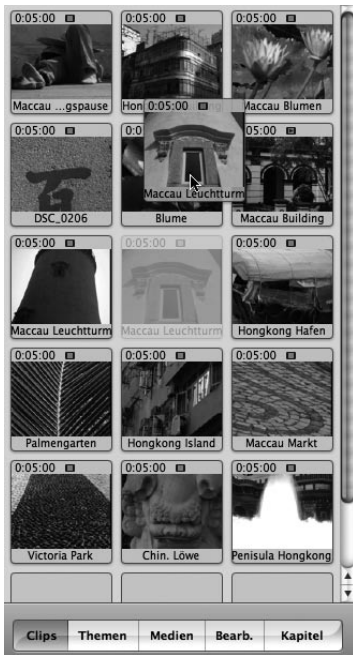 0:05:00 0:05:00 0:05:00
Maccau ...gspause Hon Maccau Blumen
0:05:00
0:05:00 0:0 0:05:00
Maccau Leuchtturm
DSC_0206 Blume Maccau Building
0:05:00 0:05:00 0:05:00
Maccau Leuchtturm Maccau Leuchtturm Hongkong Hafen
0:05:00 0:05:00 0:05:00
Palmengarten Hongkong Island Maccau Markt
0:05:00 0:05:00 0:05:00
Victoria Park Chin. Löwe Penisula Hongkong
Clips Themen Medien Bearb. Kapitel